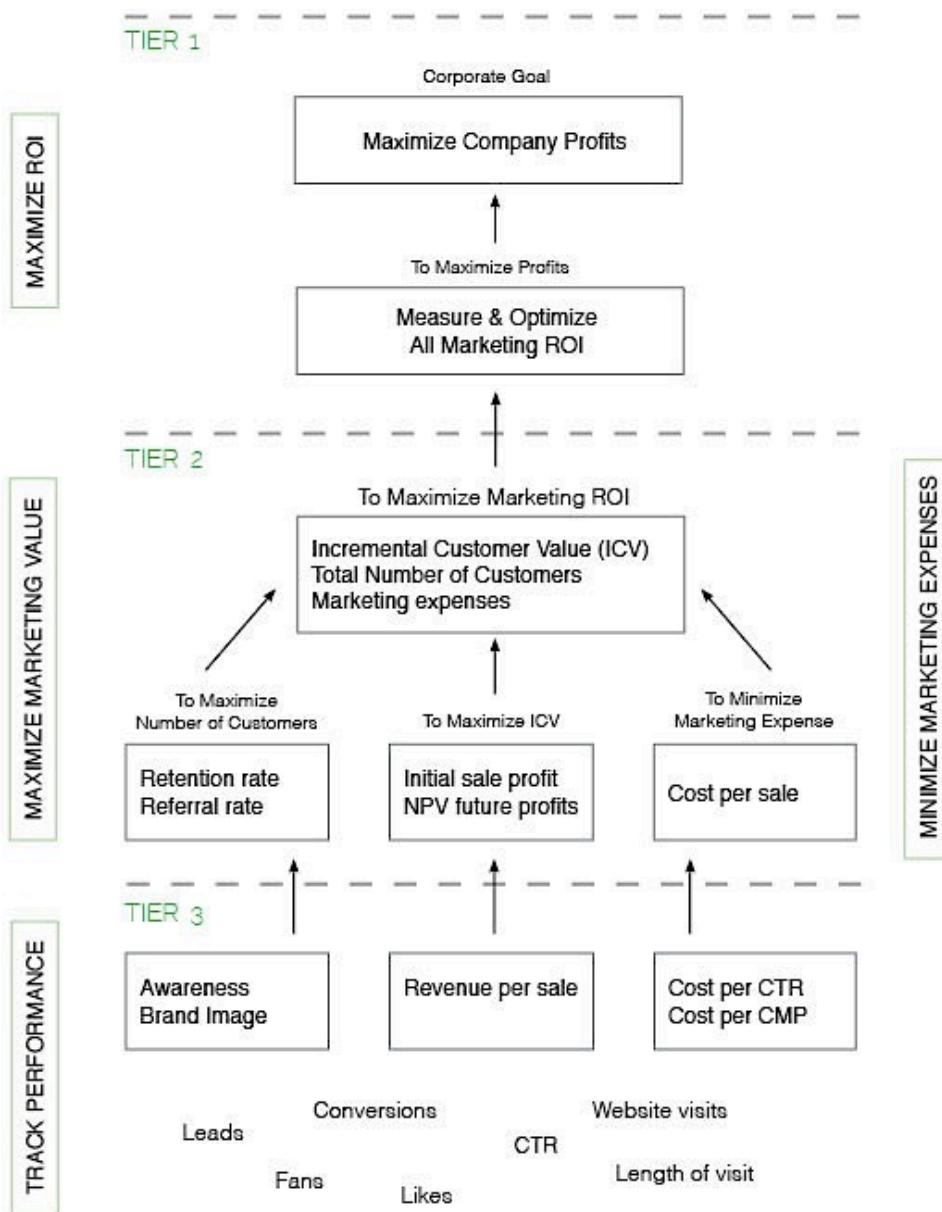 TIER 1
Corporate Goal
Maximize Company Profits
MAXIMIZE ROI
To Maximize Profits
Measure & Optimize
All Marketing ROI
TIER 2
To Maximize Marketing ROI
Incremental Customer Value (ICV)
Total Number of Customers
Marketing expenses
MAXIMIZE MARKETING VALUE
MINIMIZE MARKETING EXPENSES
To Maximize
Number of Customers
Retention rate
Referral rate
To Maximize ICV
Initial sale profit
NPV future profits
To Minimize
Marketing Expense
Cost per sale
TIER 3
TRACK PERFORMANCE
Awareness
Brand Image
Revenue per sale
Cost per CTR
Cost per CMP
Leads
Conversions
Website visits
CTR
Fans
Likes
Length of visit